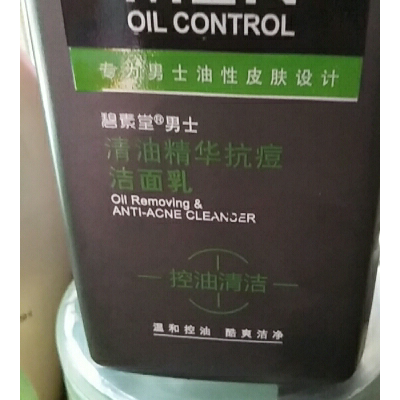 MEN
OIL CONTROL
专为男士油性皮肤设计
碧素堂®男士
清油精华抗痘
洁面乳
Oil Removing &
ANTI-ACNE CLEANSER
控油清洁
温和控油 酷爽洁净